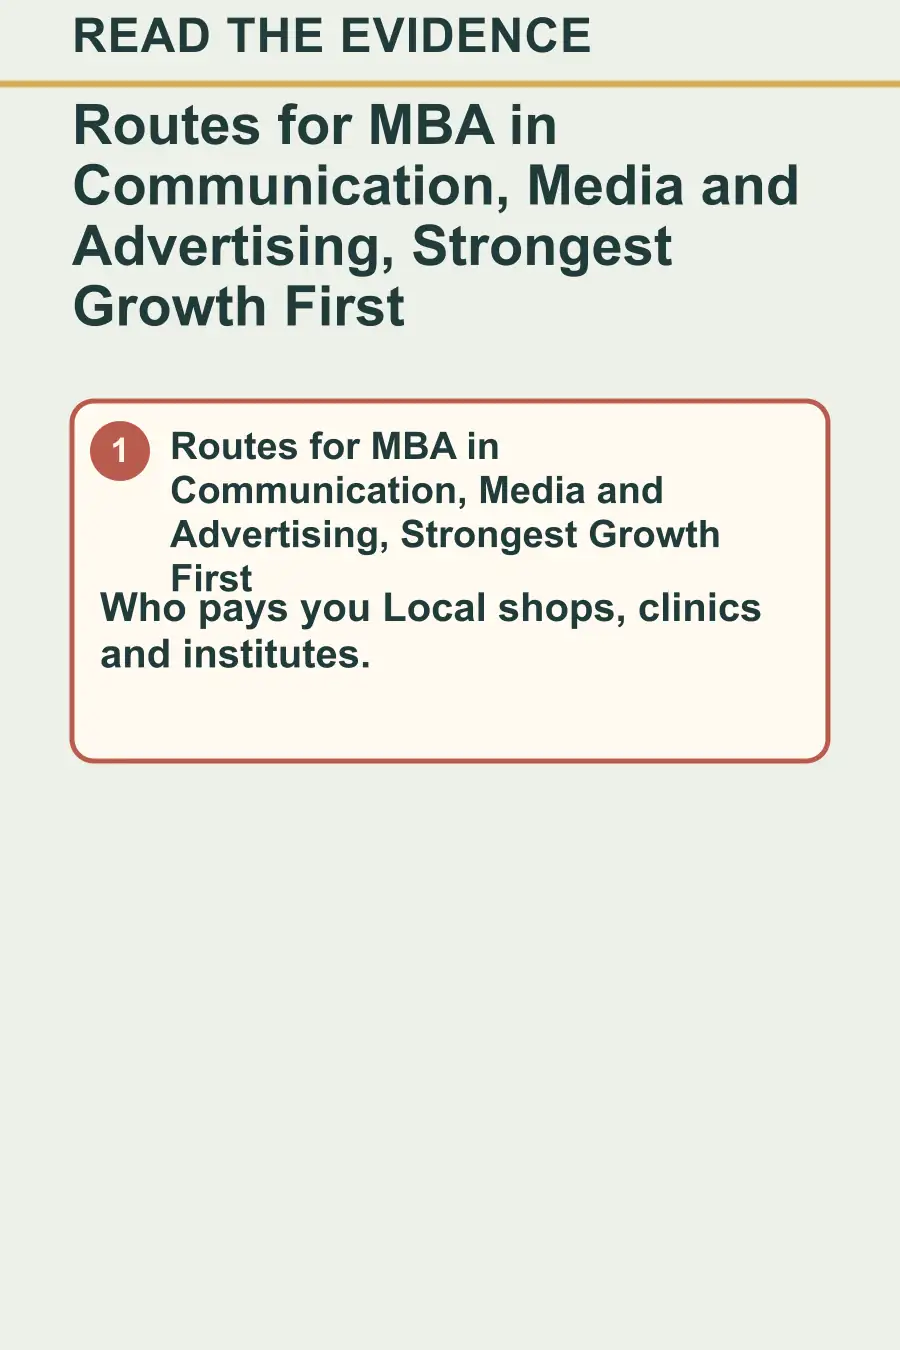 READ THE EVIDENCE
Routes for MBA in
Communication, Media and
Advertising, Strongest
Growth First
1
Routes for MBA in
Communication, Media and
Advertising, Strongest Growth
First
Who pays you Local shops, clinics
and institutes.